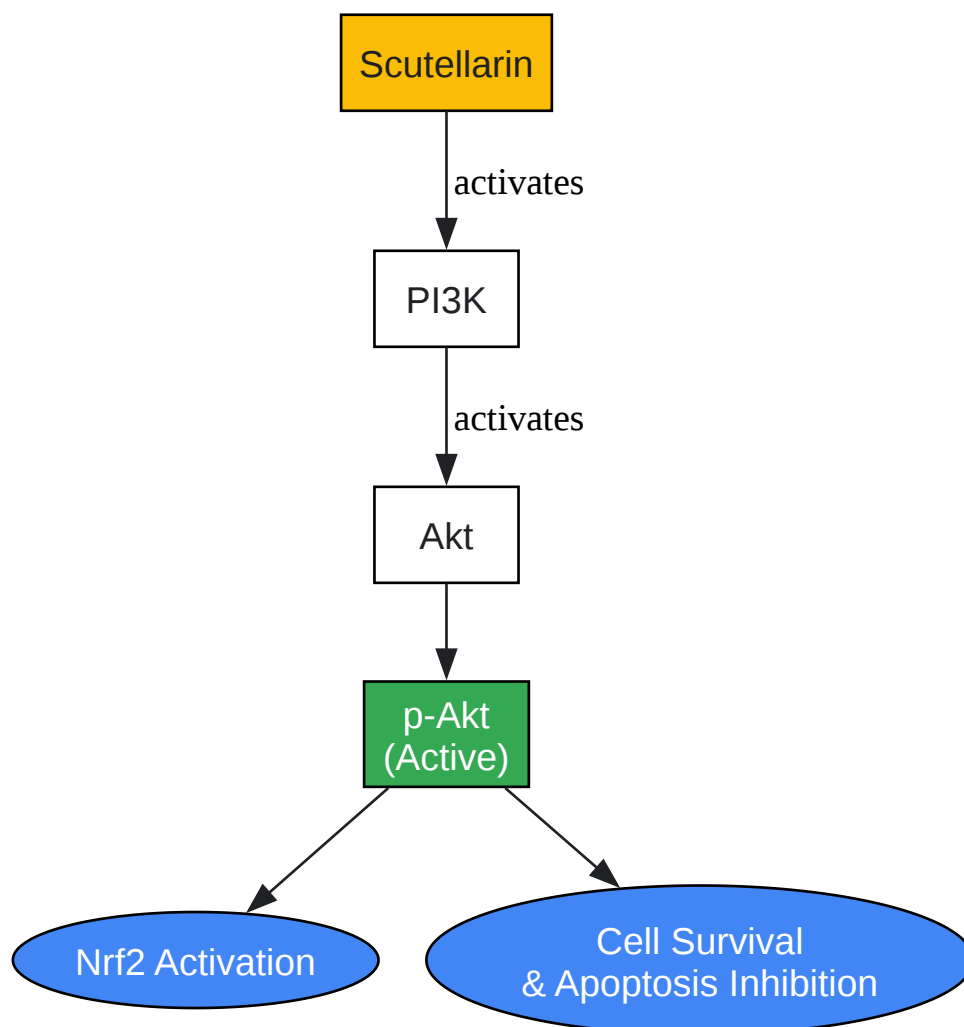 Scutellarin
activates
PI3K
activates
Akt
p-Akt
(Active)
Nrf2 Activation
Cell Survival
& Apoptosis Inhibition